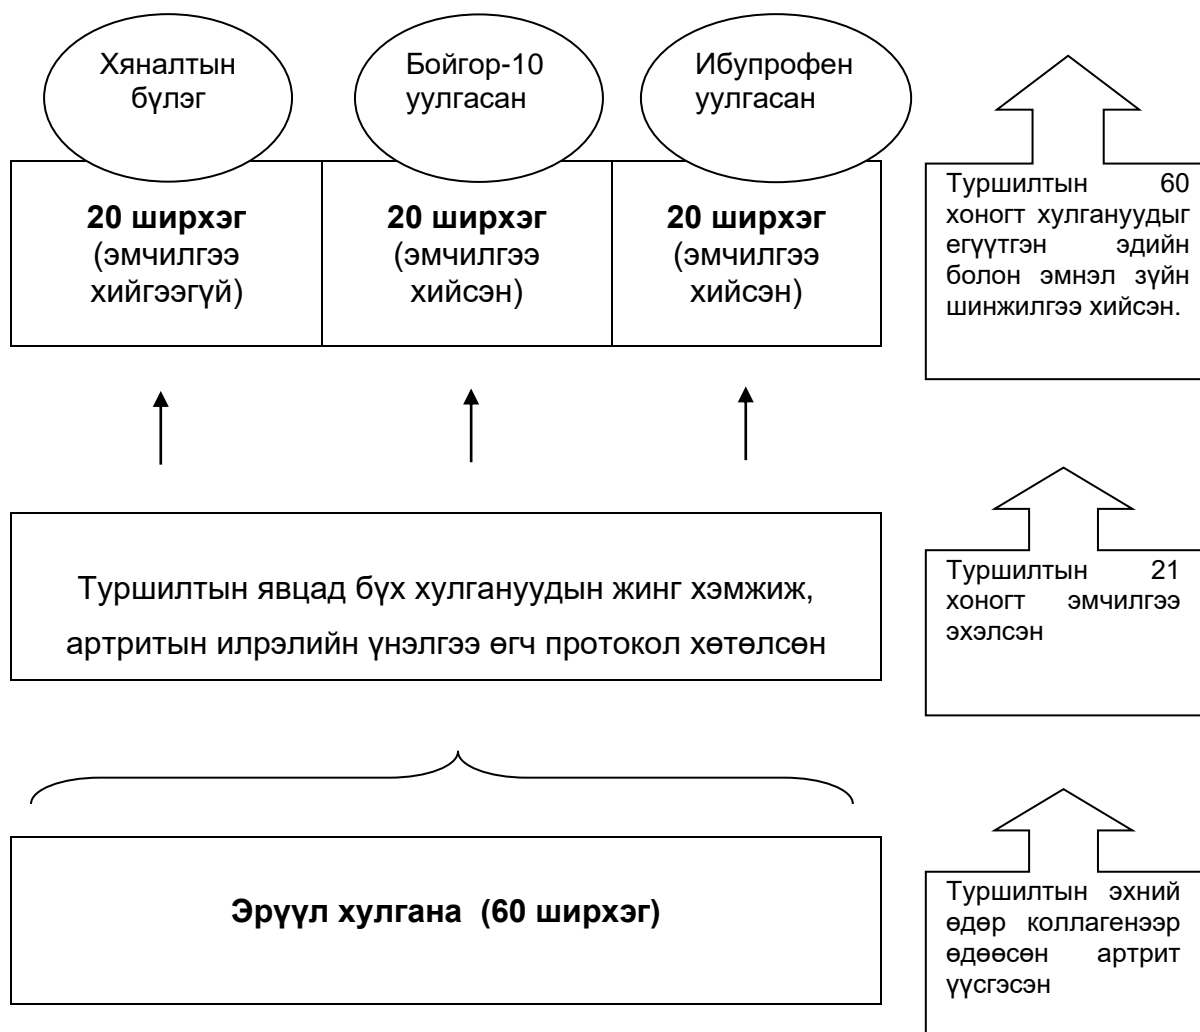 Хяналтын
бүлэг
Бойгор-10
уулгасан
Ибупрофен
уулгасан
20 ширхэг
(эмчилгээ
хийгээгүй)
20 ширхэг
(эмчилгээ
хийсэн)
20 ширхэг
(эмчилгээ
хийсэн)
Туршилтын 60
хоногт хулгануудыг
егүүтгэн эдийн
болон эмнэл зүйн
шинжилгээ хийсэн.
Туршилтын явцад бүх хулгануудын жинг хэмжиж,
артритын илрэлийн үнэлгээ өгч протокол хөтөлсөн
Туршилтын 21
хоногт эмчилгээ
эхэлсэн
Эрүүл хулгана (60 ширхэг)
Туршилтын эхний
өдөр коллагенээр
өдөөсөн артрит
үүсгэсэн